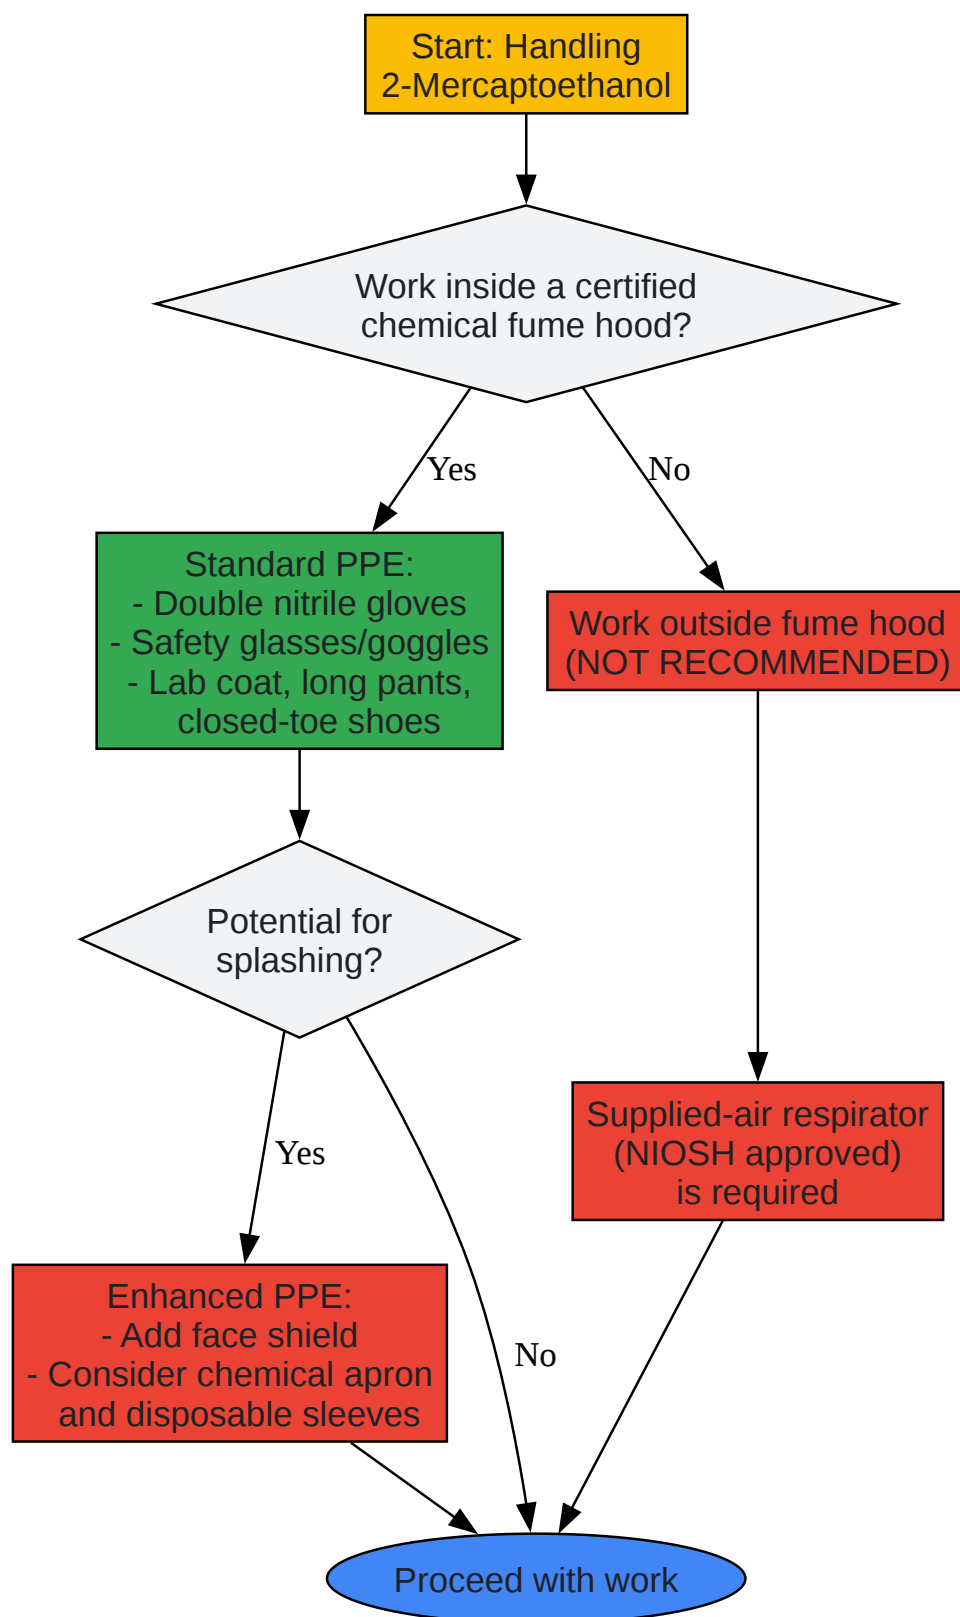 Start: Handling
2-Mercaptoethanol
Work inside a certified
chemical fume hood?
Yes
No
Standard PPE:
- Double nitrile gloves
- Safety glasses/goggles
- Lab coat, long pants,
closed-toe shoes
Work outside fume hood
(NOT RECOMMENDED)
Potential for
splashing?
Supplied-air respirator
(NIOSH approved)
is required
Yes
Enhanced PPE:
- Add face shield
- Consider chemical apron
and disposable sleeves
No
Proceed with work